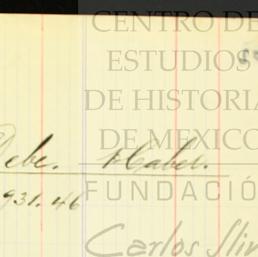 CENTRO DE
ESTUDIOS
DE HISTORIA
DE MEXICO
Debe. Haber.
FUNDACIÓ
931.46
Carlos Slim